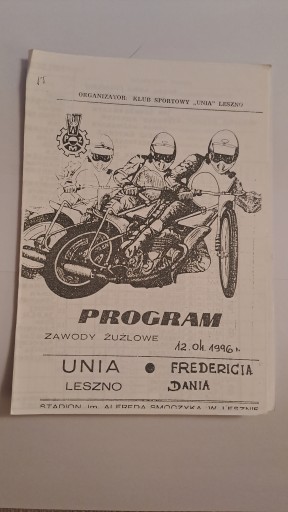 ORGANIZATOR: KLUB SPORTOWY „UNIA" LESZNO
PROGRAM
ZAWODY ŻUŻLOWE
12.04.1996 r.
UNIA • FREDERICIA
LESZNO DANIA
STADION im. ALFREDA SMOCZYKA W LESZNIE